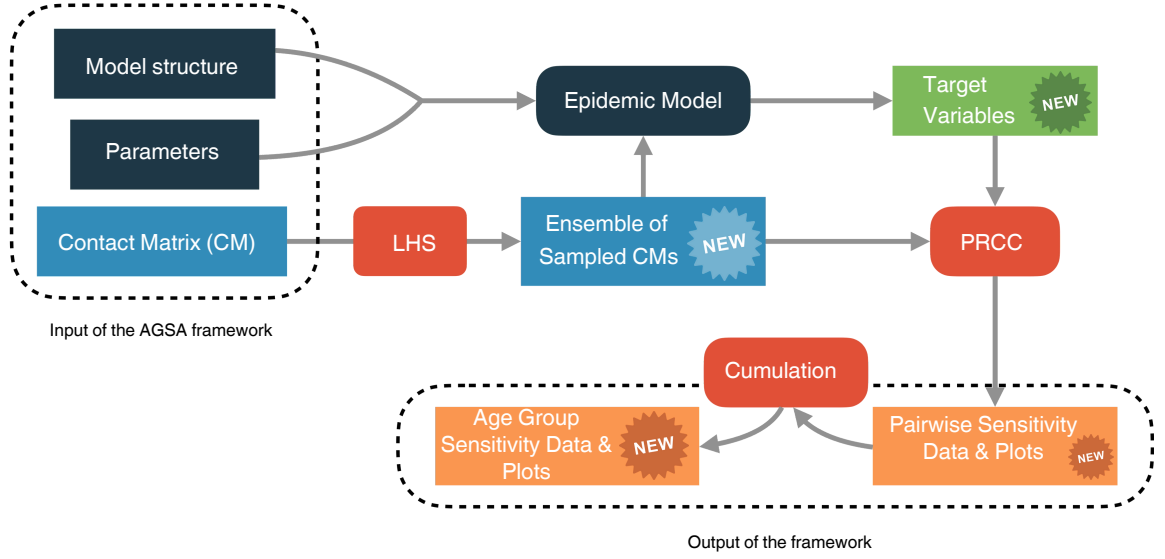 Model structure
Parameters
Contact Matrix (CM)
Input of the AGSA framework
LHS
Epidemic Model
Ensemble of
Sampled CMs
NEW
Target
Variables
NEW
PRCC
Cumulation
Age Group
Sensitivity Data &
Plots
NEW
Pairwise Sensitivity
Data & Plots
NEW
Output of the framework